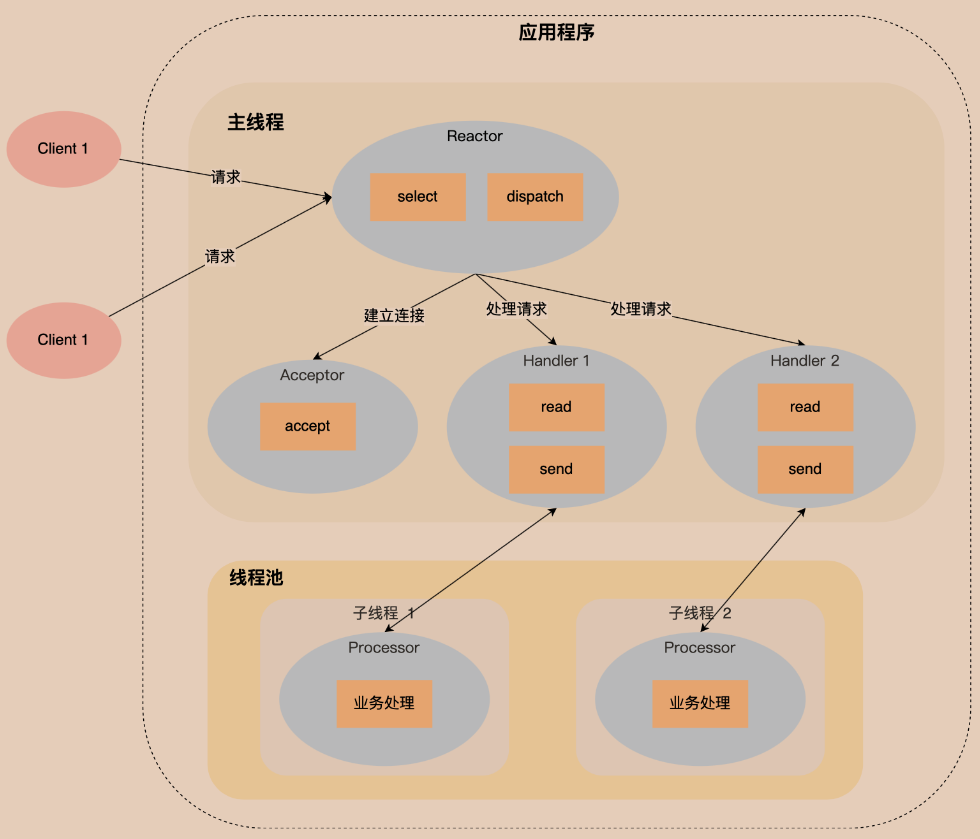 应用程序
主线程
Reactor
select
dispatch
Client 1
请求
Client 1
请求
建立连接
处理请求
处理请求
Acceptor
accept
Handler 1
read
send
Handler 2
read
send
线程池
子线程 1
Processor
业务处理
子线程 2
Processor
业务处理